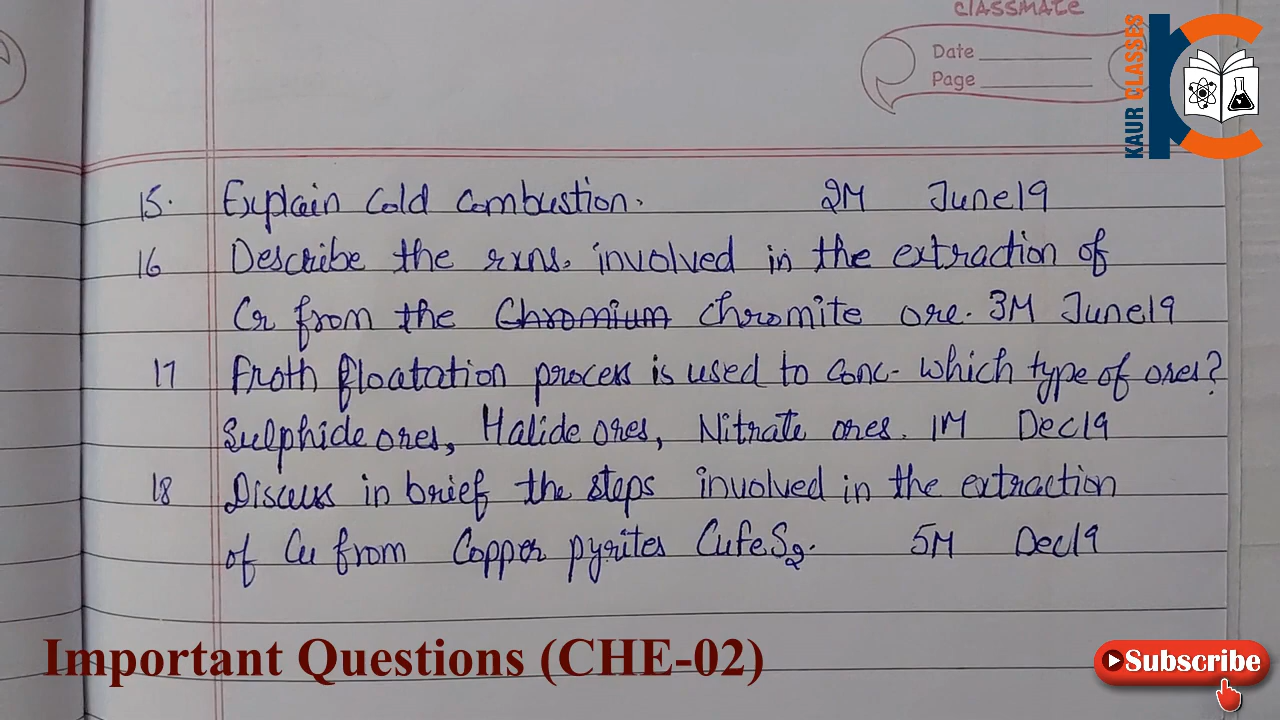 classmate
Date
Page
KAUR CLASSES
15. Explain Cold Combustion. 2M June19
16 Describe the rxns. involved in the extraction of
Cr from the Chromium chromite ore. 3M June19
17 Froth floatation process is used to conc- which type of ores?
Sulphide ores, Halide ores, Nitrate ores. 1M Dec19
18 Discuss in brief the steps involved in the extraction
of Cu from Copper pyrites CuFeS2. 5M Dec19
Important Questions (CHE-02)
Subscribe